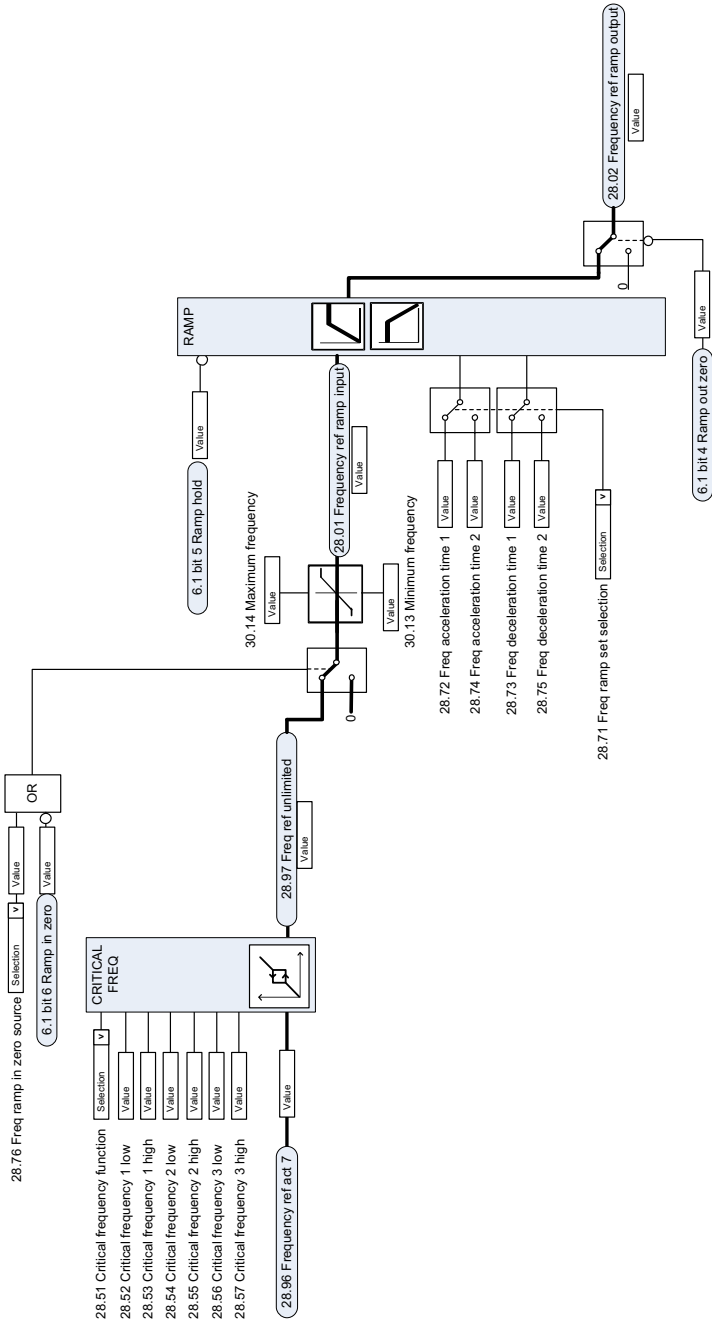 28.76 Freq ramp in zero source
Selection
v
Value
6.1 bit 6 Ramp in zero
Value
OR
28.51 Critical frequency function
Selection
v
28.52 Critical frequency 1 low
Value
28.53 Critical frequency 1 high
Value
28.54 Critical frequency 2 low
Value
28.55 Critical frequency 2 high
Value
28.56 Critical frequency 3 low
Value
28.57 Critical frequency 3 high
Value
28.96 Frequency ref act 7
Value
CRITICAL
FREQ
28.97 Freq ref unlimited
Value
0
30.14 Maximum frequency
Value
30.13 Minimum frequency
Value
28.01 Frequency ref ramp input
Value
6.1 bit 5 Ramp hold
Value
RAMP
28.72 Freq acceleration time 1
Value
28.74 Freq acceleration time 2
Value
28.73 Freq deceleration time 1
Value
28.75 Freq deceleration time 2
Value
28.71 Freq ramp set selection
Selection
v
0
28.02 Frequency ref ramp output
Value
6.1 bit 4 Ramp out zero
Value